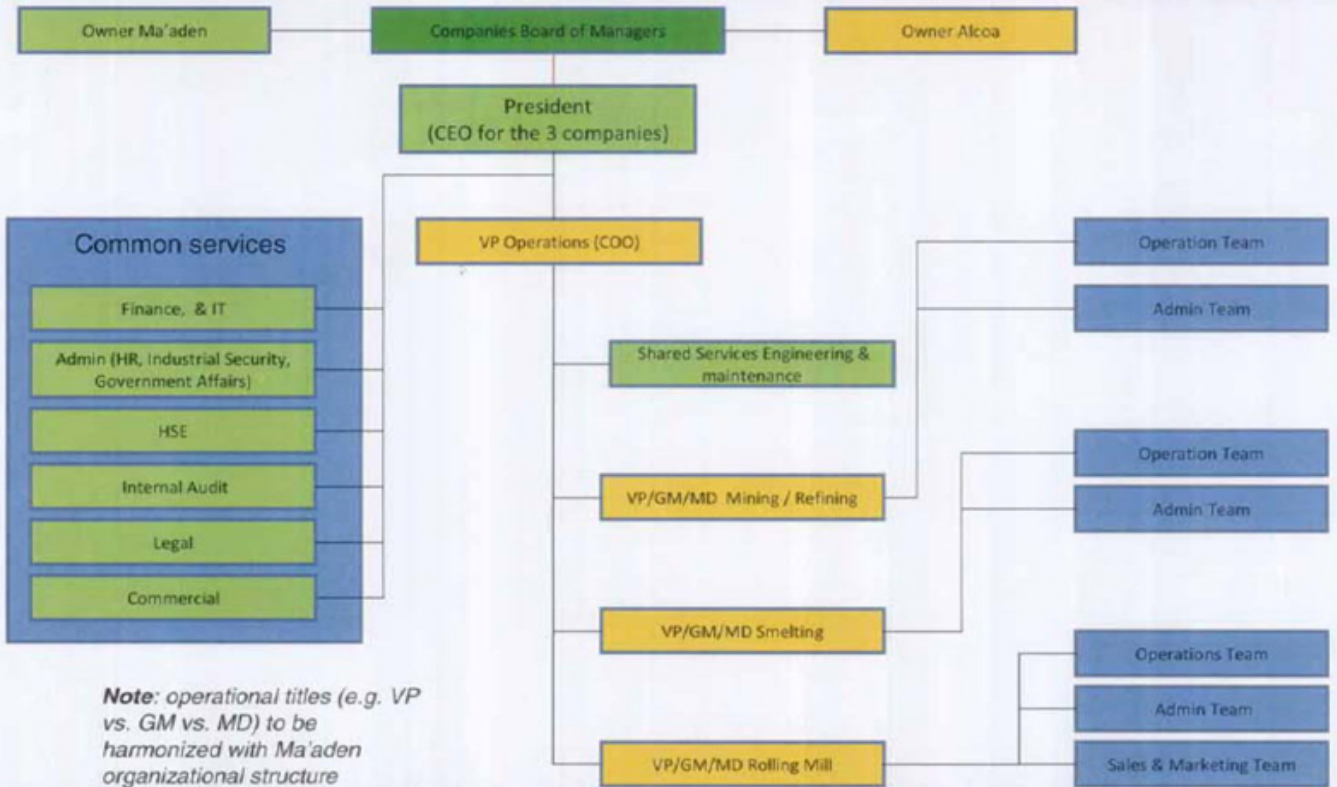 Owner Ma'aden
Companies Board of Managers
Owner Alcoa
President
(CEO for the 3 companies)
VP Operations (COO)
Common services
Finance, & IT
Admin (HR, Industrial Security,
Government Affairs)
HSE
Internal Audit
Legal
Commercial
Shared Services Engineering &
maintenance
VP/GM/MD Mining / Refining
VP/GM/MD Smelting
VP/GM/MD Rolling Mill
Operation Team
Admin Team
Operation Team
Admin Team
Operations Team
Admin Team
Sales & Marketing Team
Note: operational titles (e.g. VP
vs. GM vs. MD) to be
harmonized with Ma'aden
organizational structure